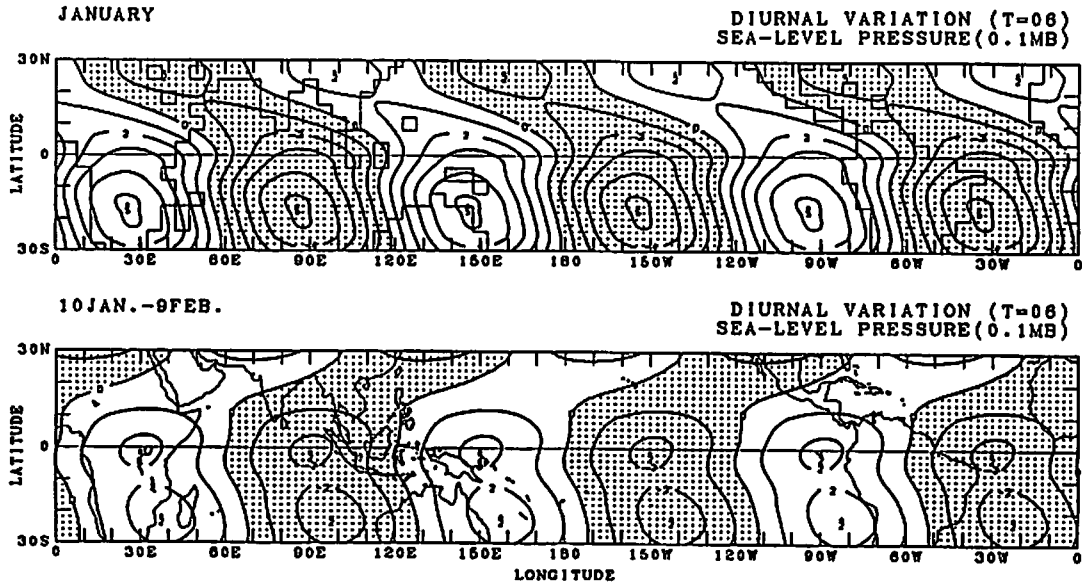 JANUARY
DIURNAL VARIATION (T=06)
SEA-LEVEL PRESSURE(0.1MB)
30N
LATITUDE
0
30S
0 30E 60E 90E 120E 150E 180 150W 120W 90W 60W 30W 0
10JAN.-9FEB.
DIURNAL VARIATION (T=06)
SEA-LEVEL PRESSURE(0.1MB)
30N
LATITUDE
0
30S
0 30E 60E 90E 120E 150E 180 150W 120W 90W 60W 30W 0
LONGITUDE